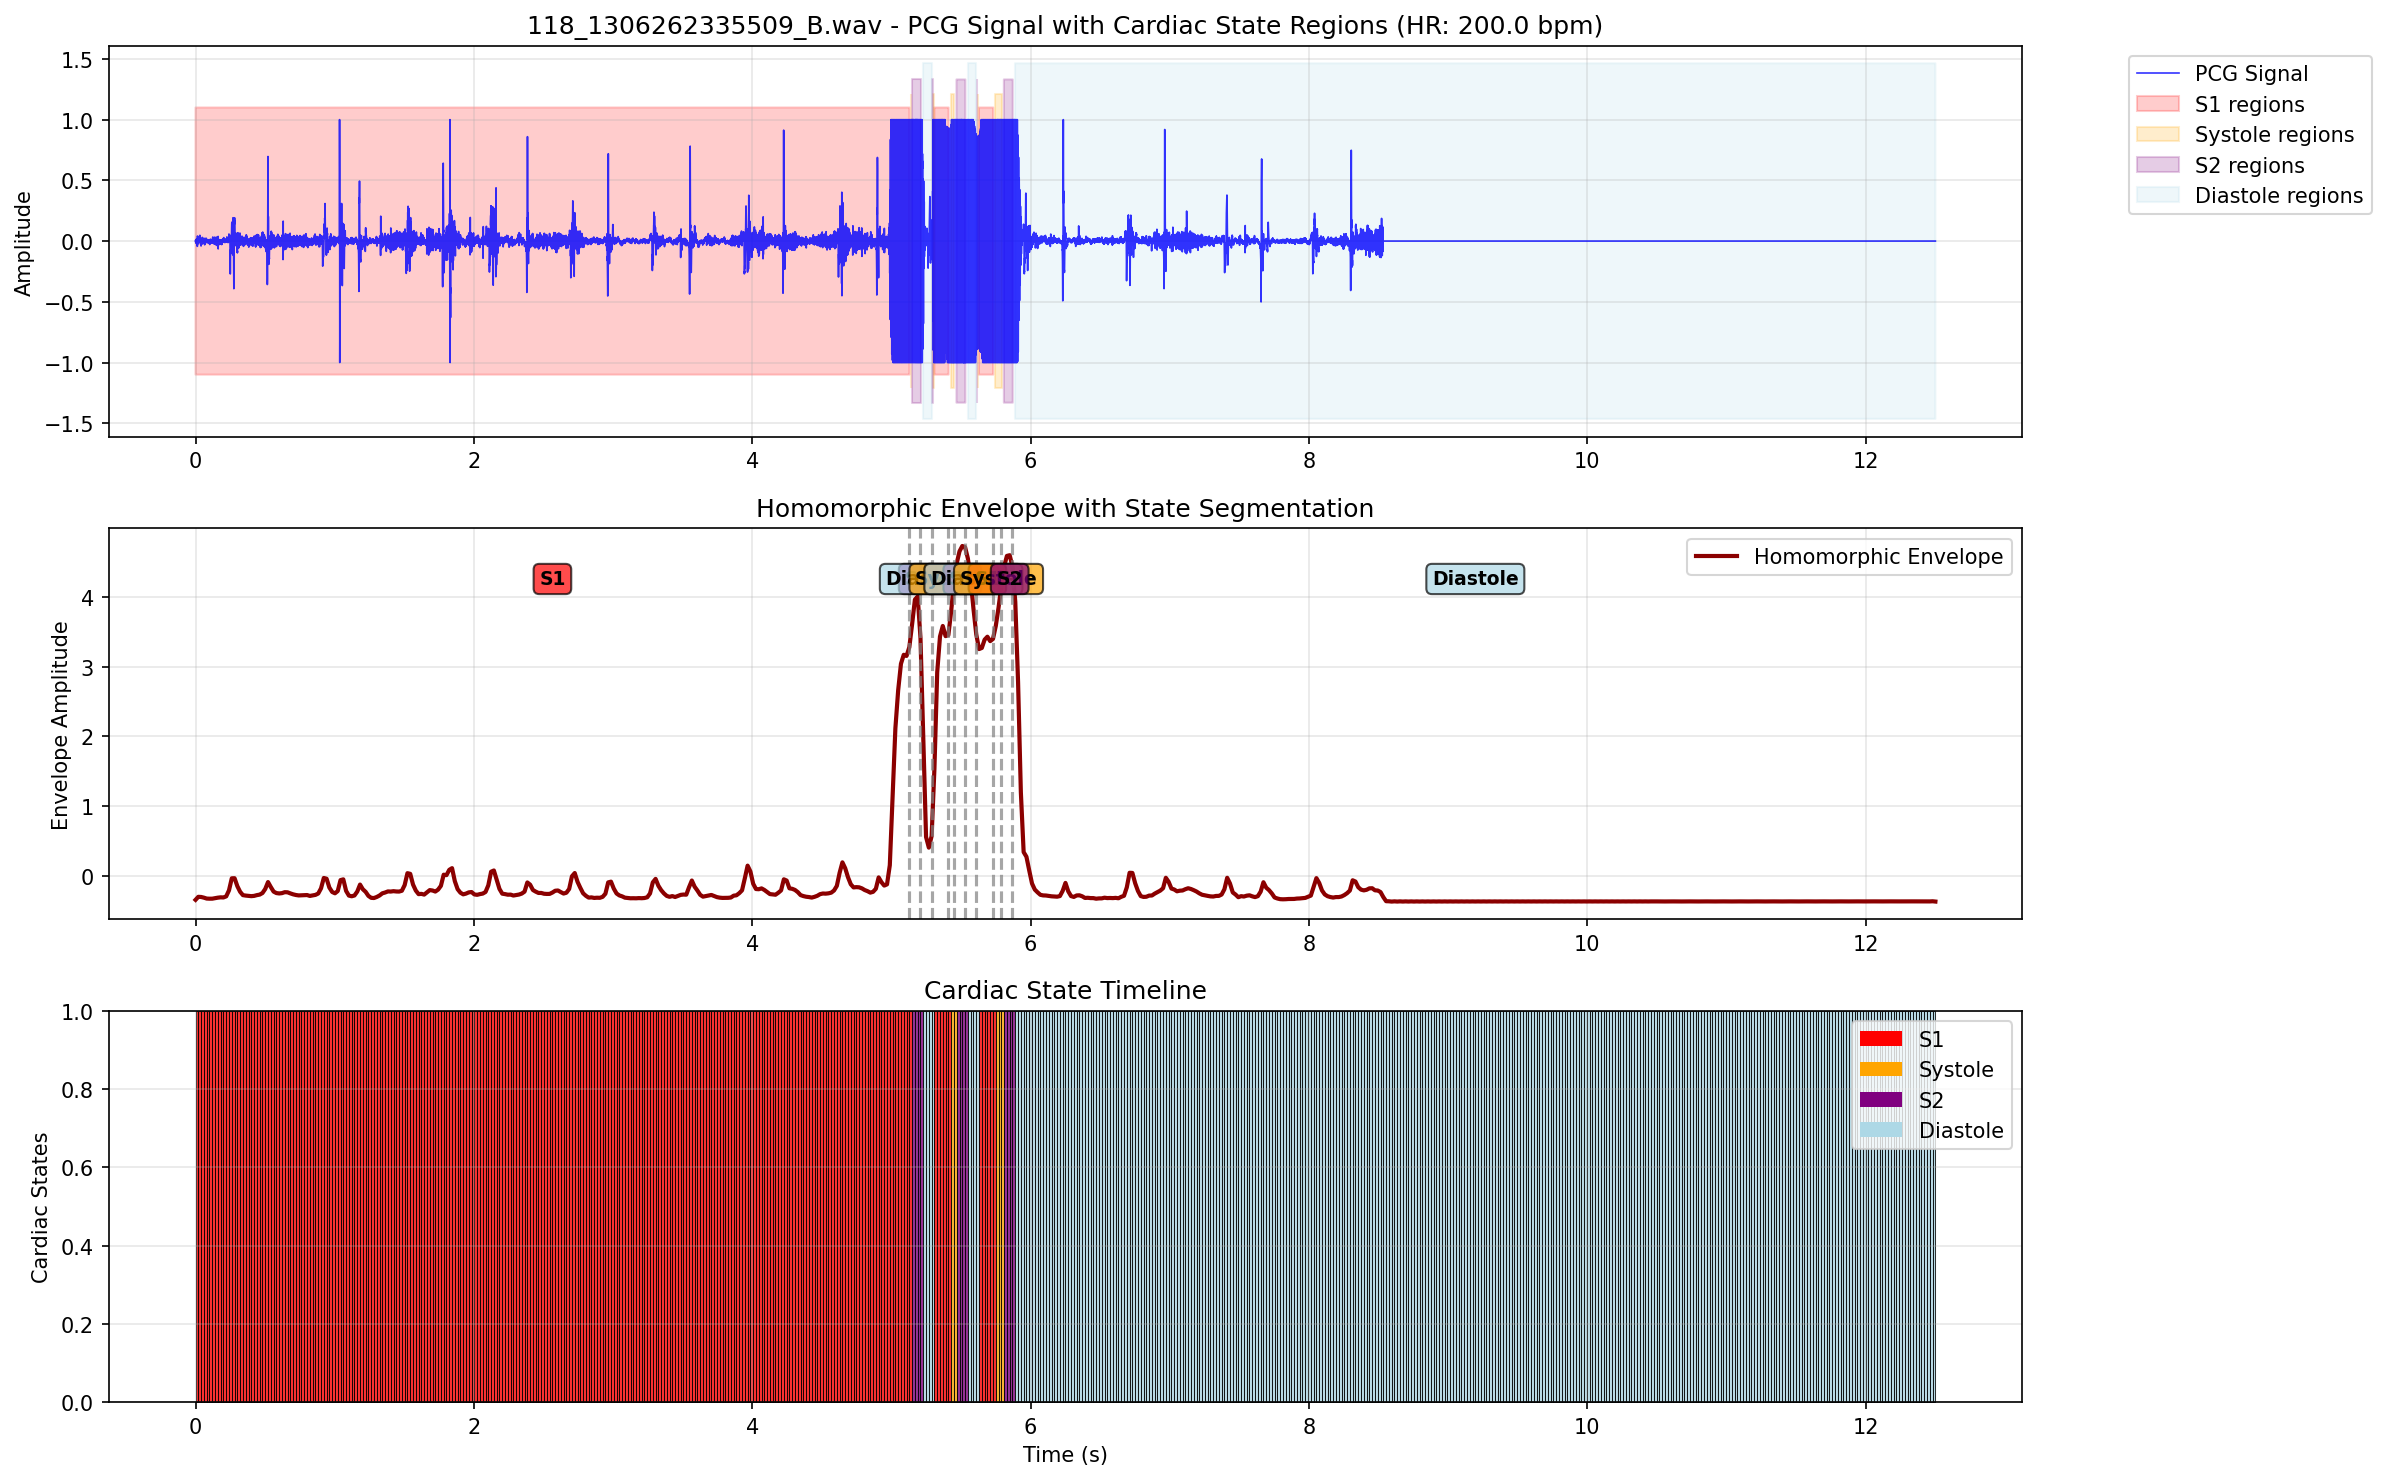 118_1306262335509_B.wav - PCG Signal with Cardiac State Regions (HR: 200.0 bpm)
Amplitude
1.5
1.0
0.5
0.0
−0.5
−1.0
−1.5
0 2 4 6 8 10 12
PCG Signal
S1 regions
Systole regions
S2 regions
Diastole regions
Homomorphic Envelope with State Segmentation
Envelope Amplitude
4
3
2
1
0
S1
Systole
S2
Diastole
Homomorphic Envelope
0 2 4 6 8 10 12
Cardiac State Timeline
Cardiac States
1.0
0.8
0.6
0.4
0.2
0.0
S1
Systole
S2
Diastole
0 2 4 6 8 10 12
Time (s)